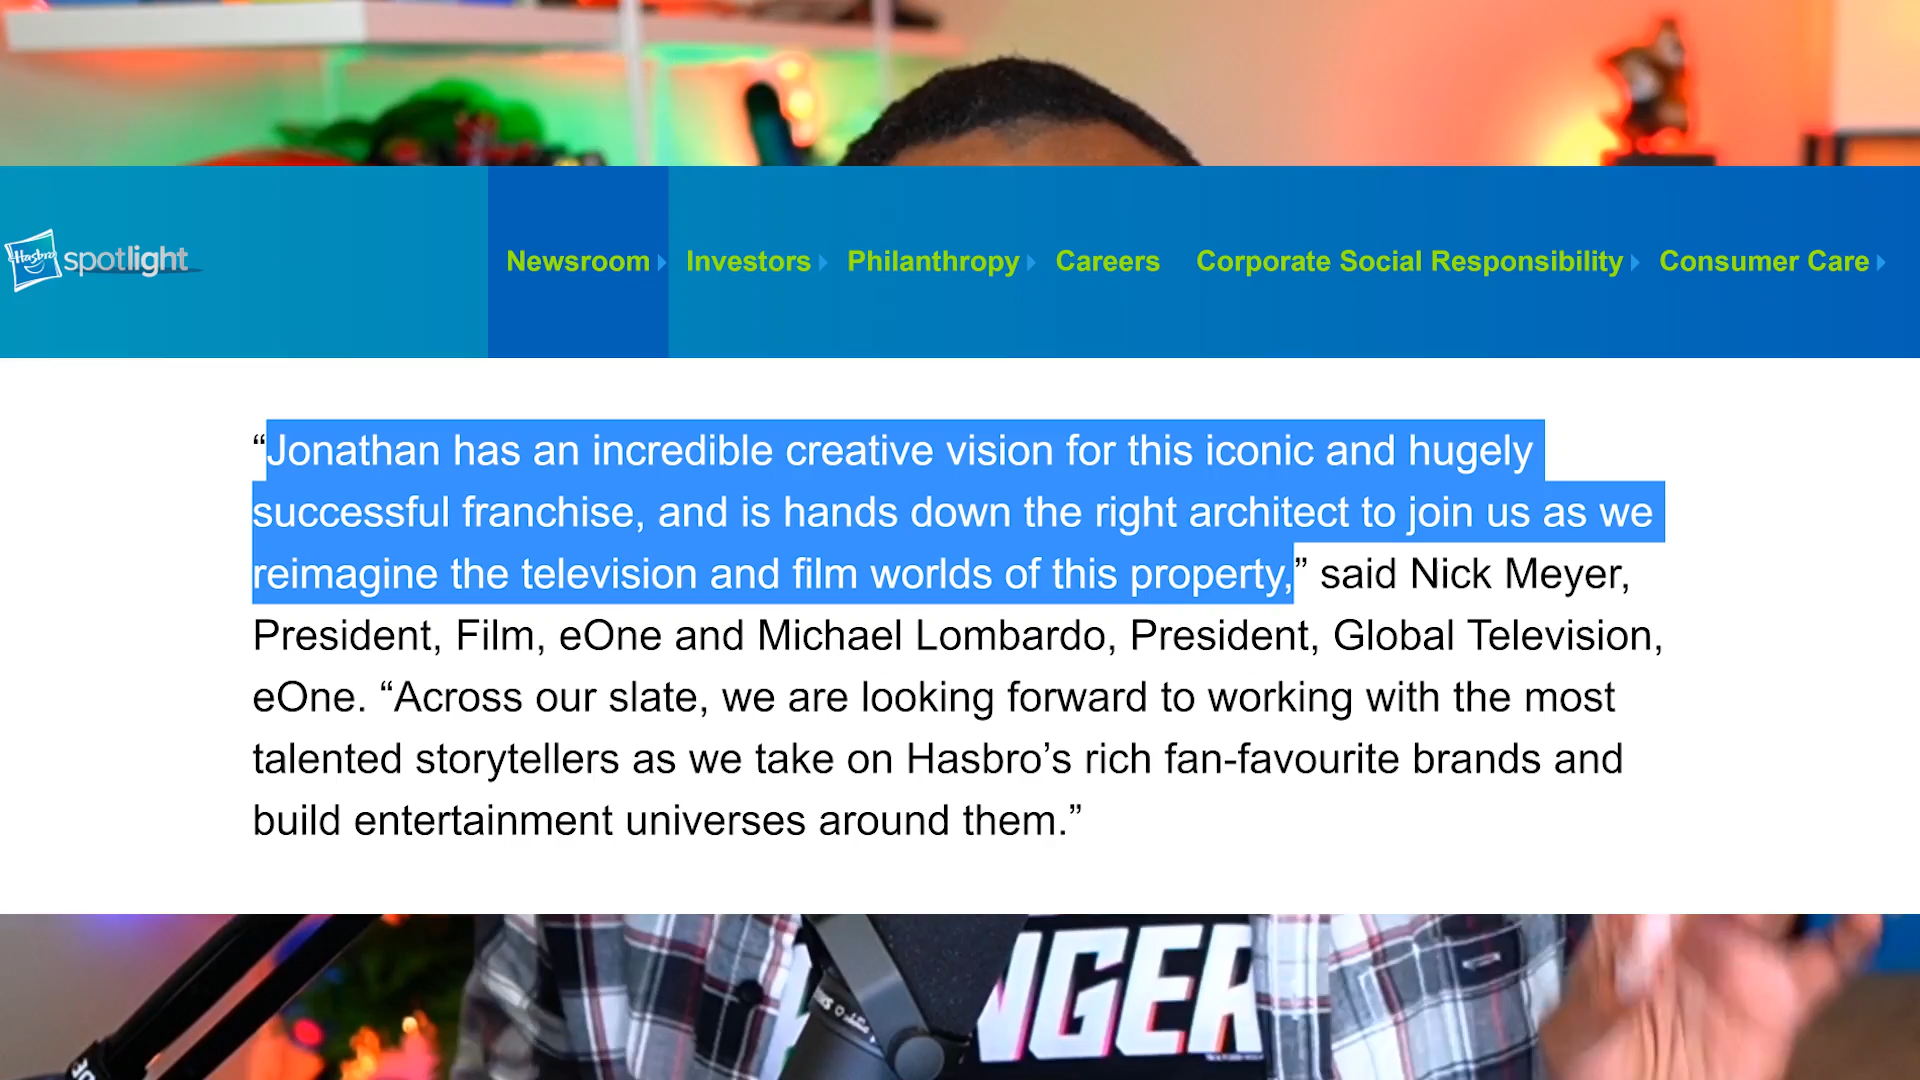 Hasbro spotlight
Newsroom Investors Philanthropy Careers Corporate Social Responsibility Consumer Care
“Jonathan has an incredible creative vision for this iconic and hugely
successful franchise, and is hands down the right architect to join us as we
reimagine the television and film worlds of this property,” said Nick Meyer,
President, Film, eOne and Michael Lombardo, President, Global Television,
eOne. “Across our slate, we are looking forward to working with the most
talented storytellers as we take on Hasbro’s rich fan-favourite brands and
build entertainment universes around them.”
NGER